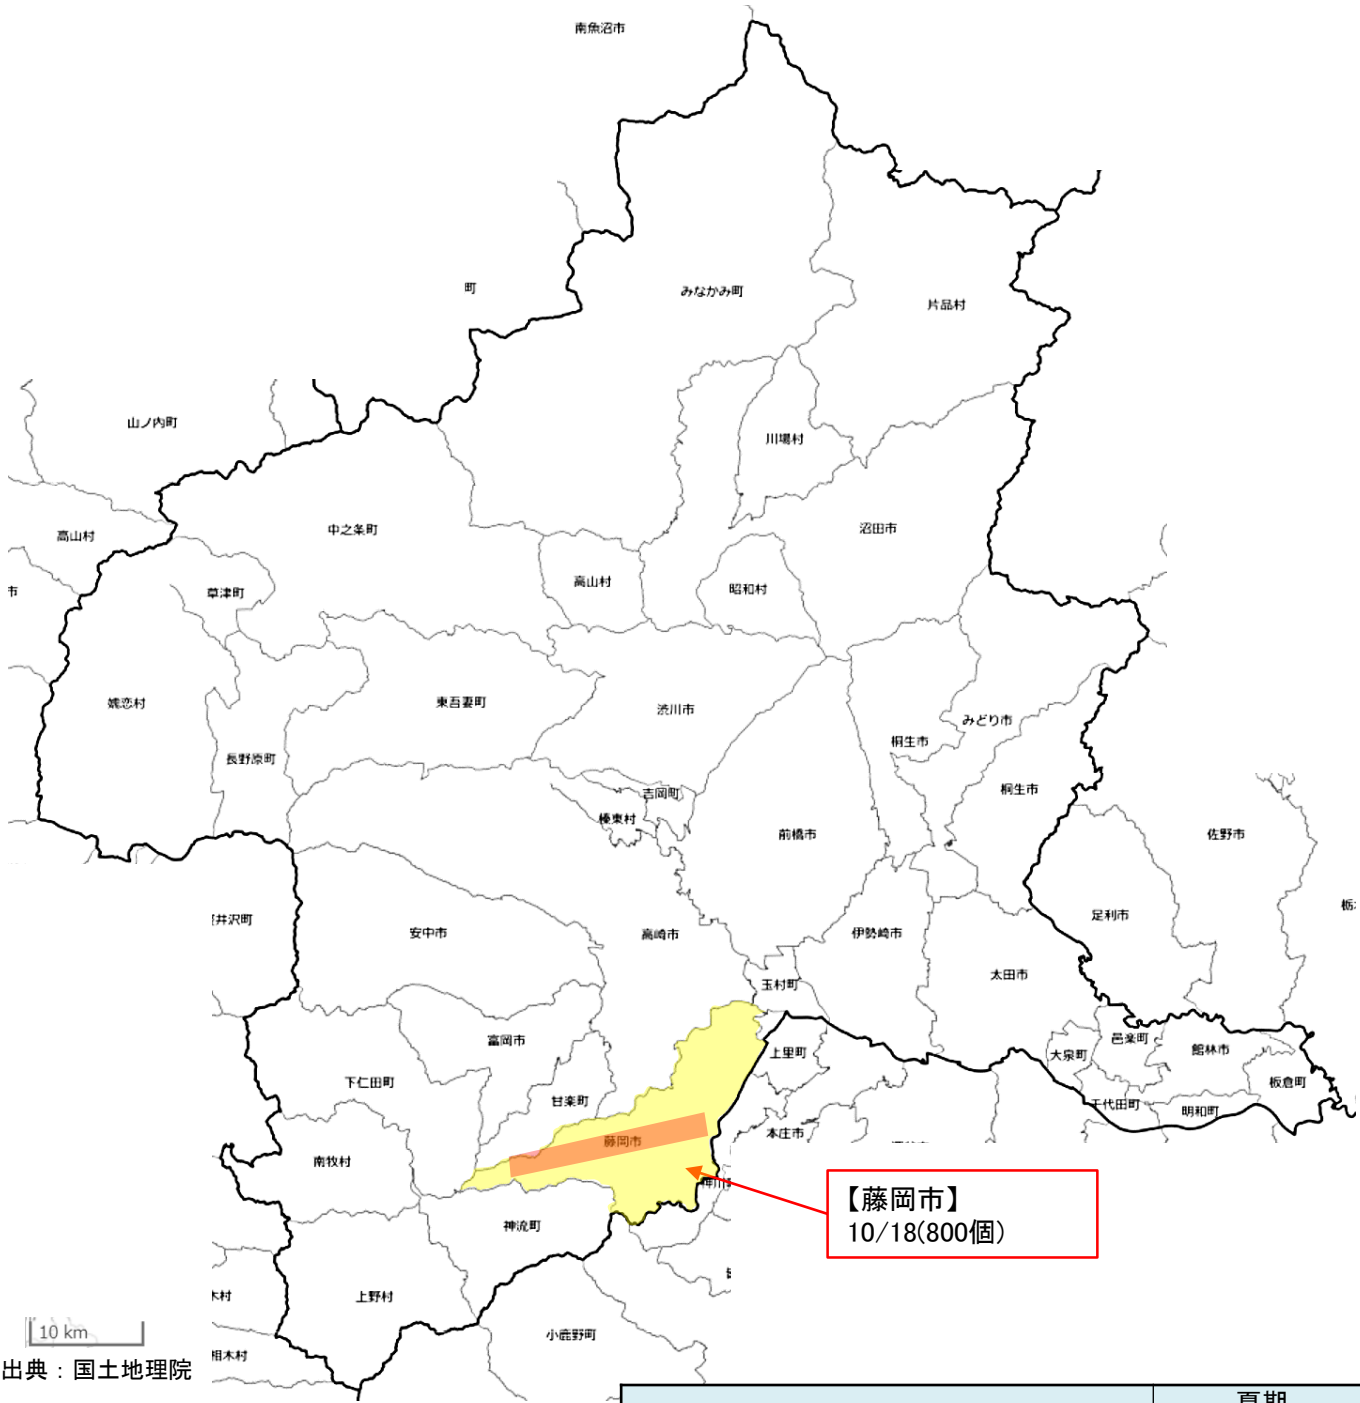 南魚沼市
町
みなかみ町
片品村
山ノ内町
川場村
高山村
中之条町
沼田市
市
草津町
高山村
昭和村
嬬恋村
東吾妻町
渋川市
みどり市
桐生市
長野原町
桐生市
吉岡町
榛東村
前橋市
佐野市
井沢町
安中市
高崎市
伊勢崎市
足利市
太田市
玉村町
富岡市
上里町
大泉町
邑楽町
館林市
下仁田町
甘楽町
板倉町
千代田町
明和町
本庄市
藤岡市
南牧村
神川
【藤岡市】
10/18(800個)
神流町
木村
上野村
小鹿野町
相木村
10 km
出典：国土地理院
夏期